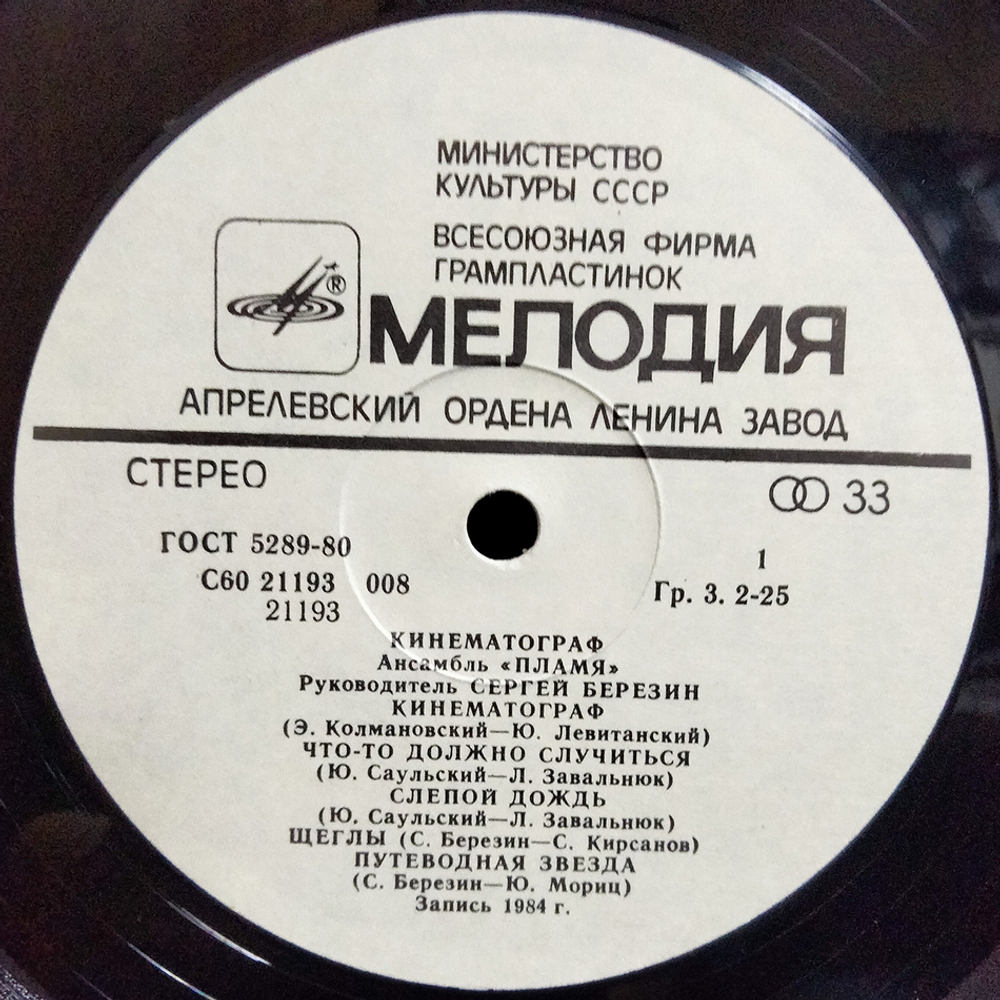 МИНИСТЕРСТВО
КУЛЬТУРЫ СССР
ВСЕСОЮЗНАЯ ФИРМА
ГРАМПЛАСТИНОК
®
МЕЛОДИЯ
АПРЕЛЕВСКИЙ ОРДЕНА ЛЕНИНА ЗАВОД
СТЕРЕО
33
ГОСТ 5289-80
1
С60 21193 008
Гр. 3. 2-25
21193
КИНЕМАТОГРАФ
Ансамбль «ПЛАМЯ»
Руководитель СЕРГЕЙ БЕРЕЗИН
КИНЕМАТОГРАФ
(Э. Колмановский—Ю. Левитанский)
ЧТО-ТО ДОЛЖНО СЛУЧИТЬСЯ
(Ю. Саульский—Л. Завальнюк)
СЛЕПОЙ ДОЖДЬ
(Ю. Саульский—Л. Завальнюк)
ЩЕГЛЫ (С. Березин—С. Кирсанов)
ПУТЕВОДНАЯ ЗВЕЗДА
(С. Березин—Ю. Мориц)
Запись 1984 г.